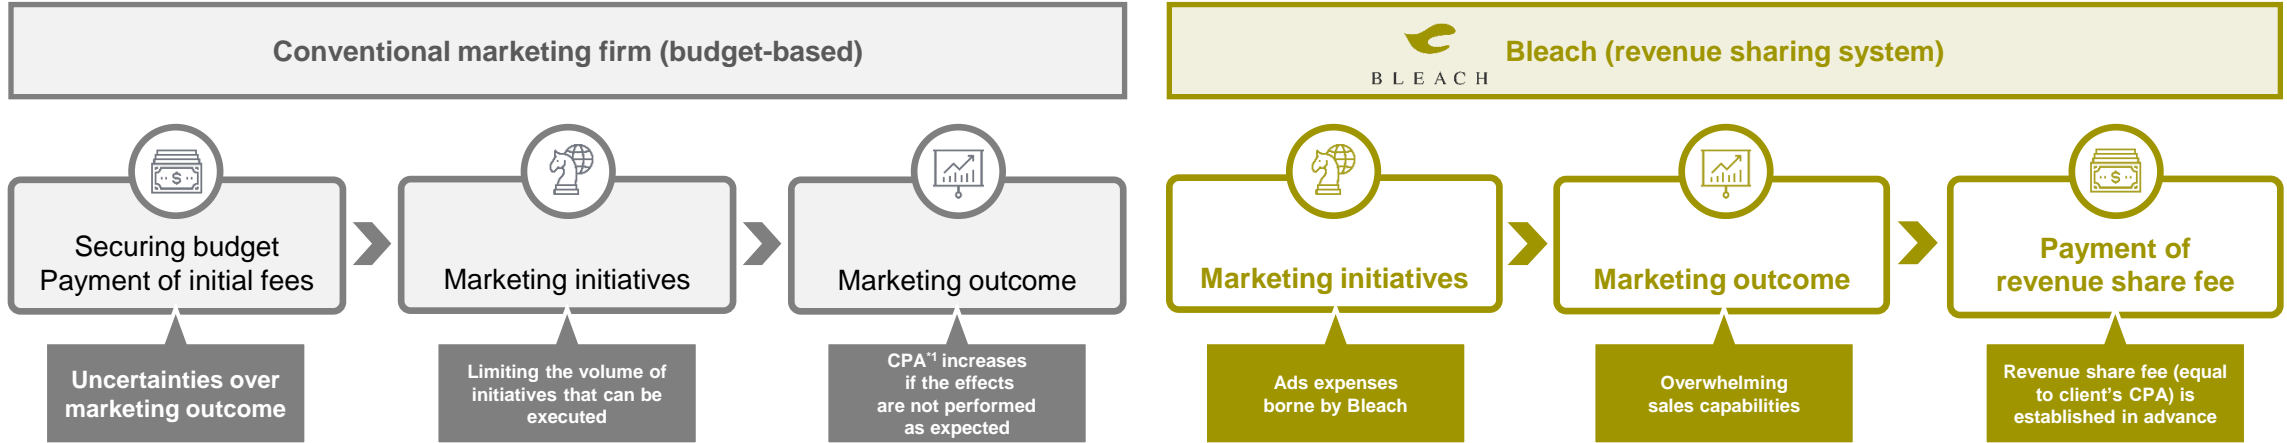 Conventional marketing firm (budget-based)
Securing budget
Payment of initial fees
Marketing initiatives
Marketing outcome
Uncertainties over
marketing outcome
Limiting the volume of
initiatives that can be
executed
CPA*1 increases
if the effects
are not performed
as expected
BLEACH
Bleach (revenue sharing system)
Marketing initiatives
Marketing outcome
Payment of
revenue share fee
Ads expenses
borne by Bleach
Overwhelming
sales capabilities
Revenue share fee (equal
to client’s CPA) is
established in advance